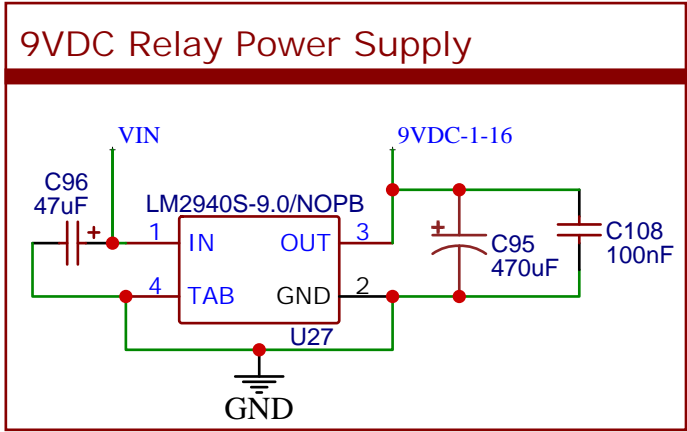 9VDC Relay Power Supply
VIN
9VDC-1-16
C96
47uF
+
LM2940S-9.0/NOPB
1
IN
OUT
3
4
TAB
GND
2
U27
+
C95
470uF
C108
100nF
GND